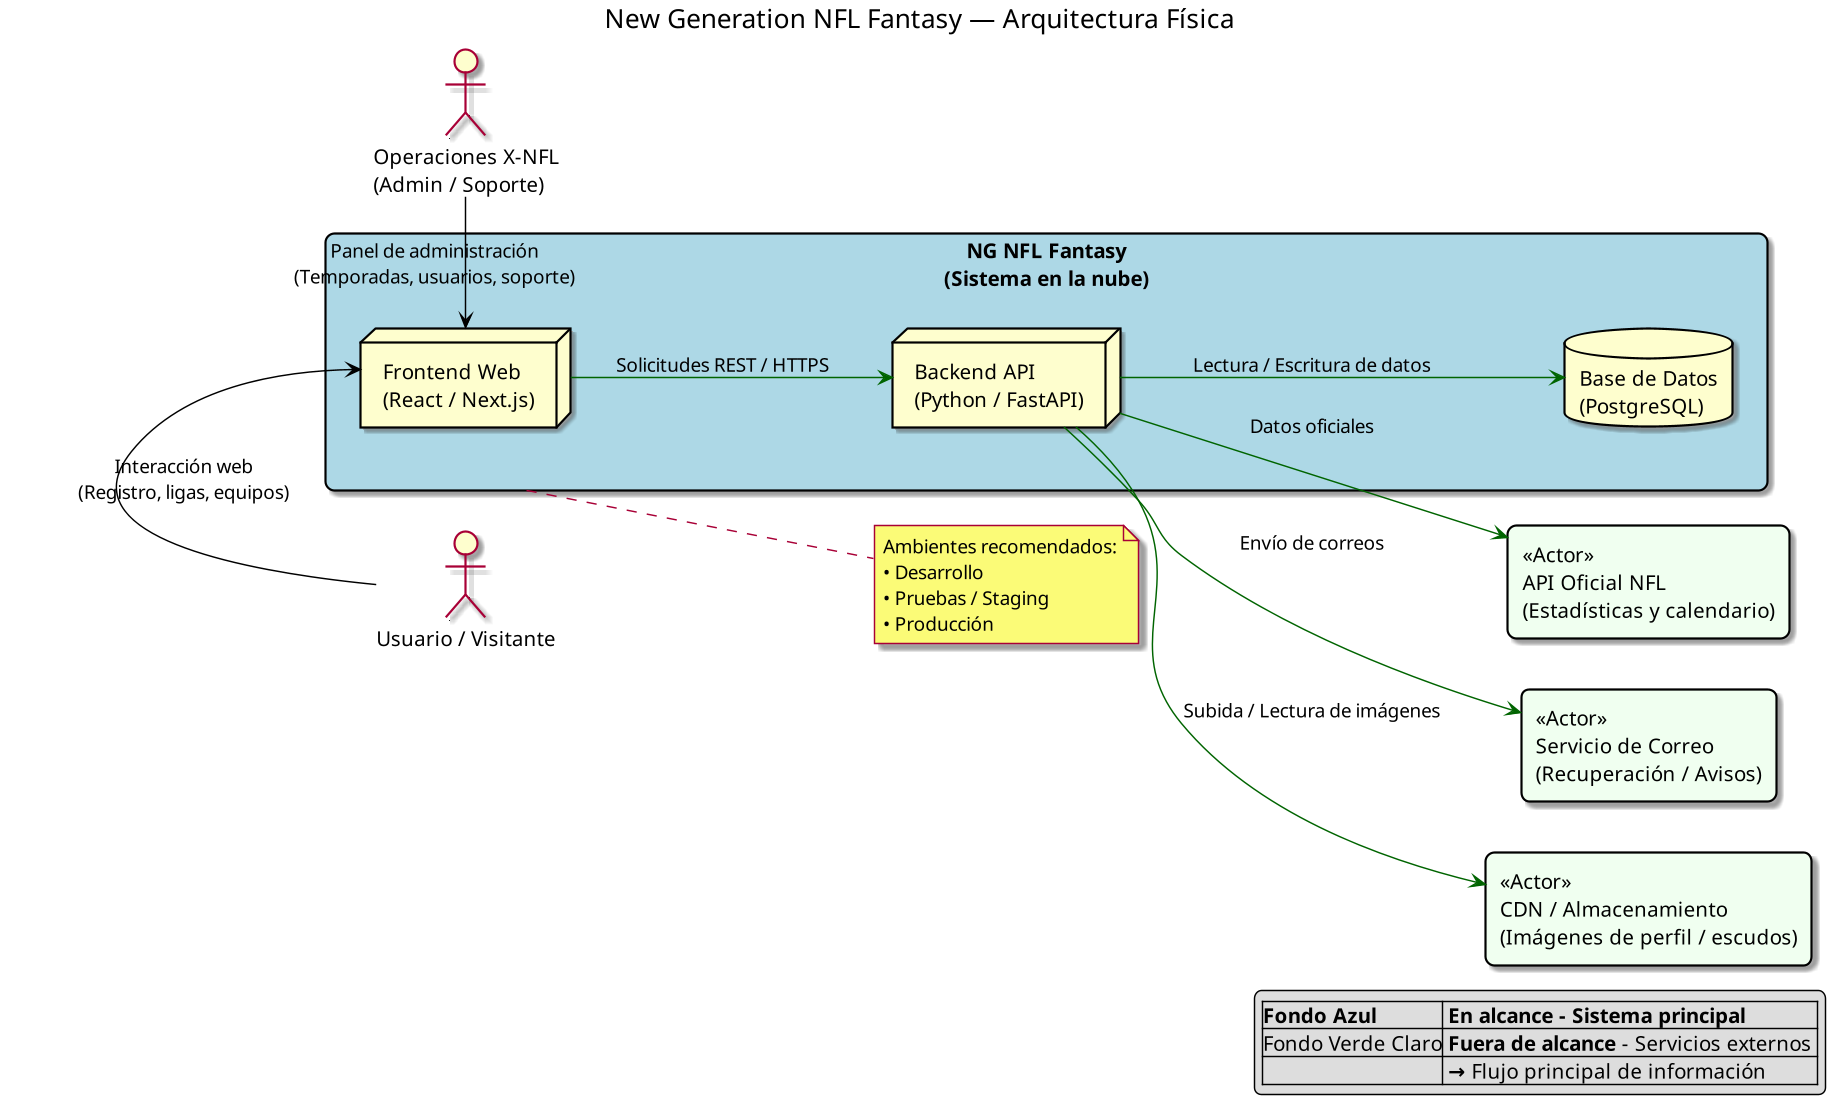 New Generation NFL Fantasy — Arquitectura Física
Operaciones X-NFL
(Admin / Soporte)
Panel de administración
(Temporadas, usuarios, soporte)
NG NFL Fantasy
(Sistema en la nube)
Frontend Web
(React / Next.js)
Solicitudes REST / HTTPS
Backend API
(Python / FastAPI)
Lectura / Escritura de datos
Base de Datos
(PostgreSQL)
Datos oficiales
Interacción web
(Registro, ligas, equipos)
Usuario / Visitante
Ambientes recomendados:
• Desarrollo
• Pruebas / Staging
• Producción
Envío de correos
«Actor»
API Oficial NFL
(Estadísticas y calendario)
Subida / Lectura de imágenes
«Actor»
Servicio de Correo
(Recuperación / Avisos)
«Actor»
CDN / Almacenamiento
(Imágenes de perfil / escudos)
Fondo Azul En alcance - Sistema principal
Fondo Verde Claro Fuera de alcance - Servicios externos
→ Flujo principal de información